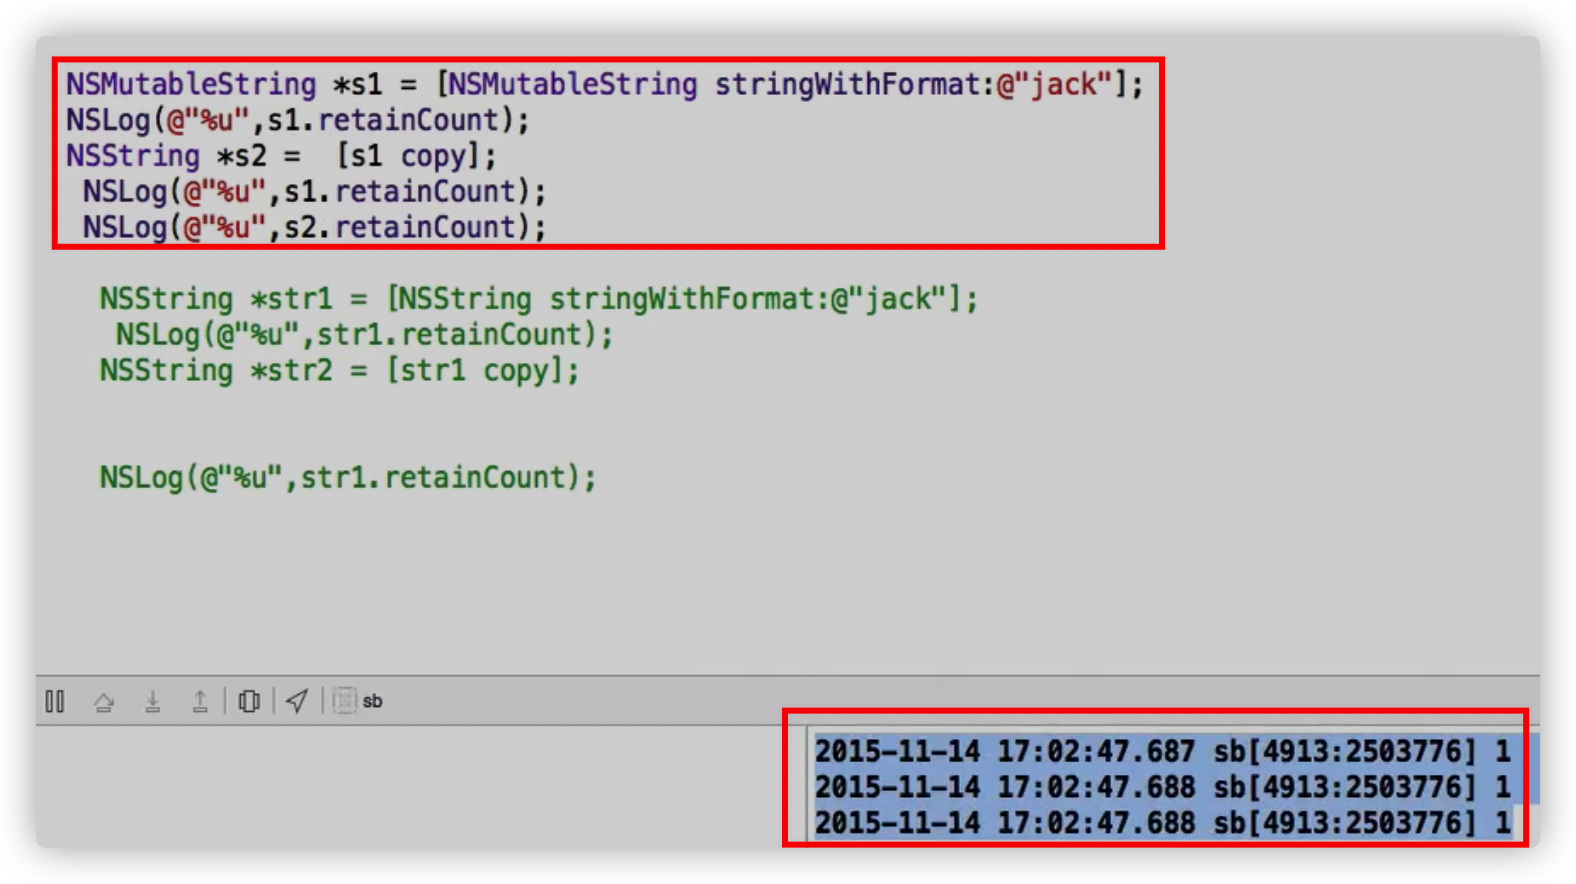 NSMutableString *s1 = [NSMutableString stringWithFormat:@"jack"];
NSLog(@"%u",s1.retainCount);
NSString *s2 =  [s1 copy];
NSLog(@"%u",s1.retainCount);
NSLog(@"%u",s2.retainCount);
NSString *str1 = [NSString stringWithFormat:@"jack"];
NSLog(@"%u",str1.retainCount);
NSString *str2 = [str1 copy];
NSLog(@"%u",str1.retainCount);
sb
2015-11-14 17:02:47.687 sb[4913:2503776] 1
2015-11-14 17:02:47.688 sb[4913:2503776] 1
2015-11-14 17:02:47.688 sb[4913:2503776] 1